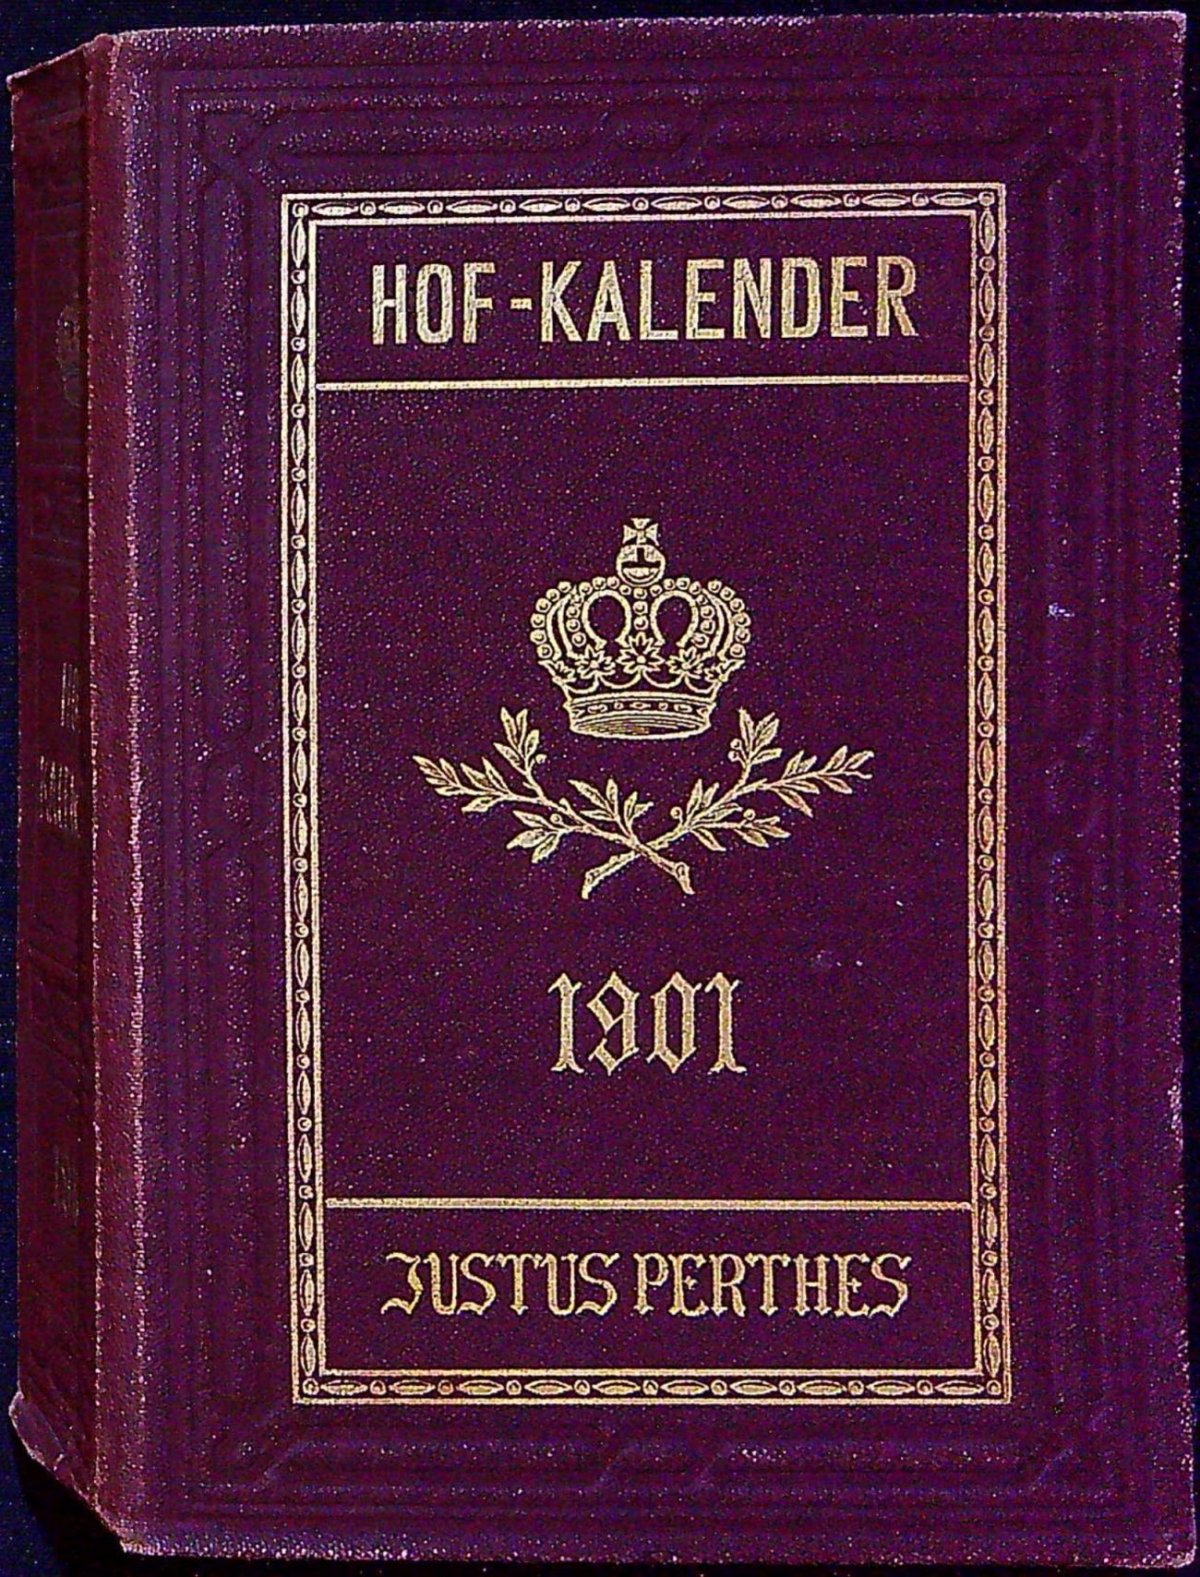 HOF-KALENDER
1901
JUSTUS PERTHES